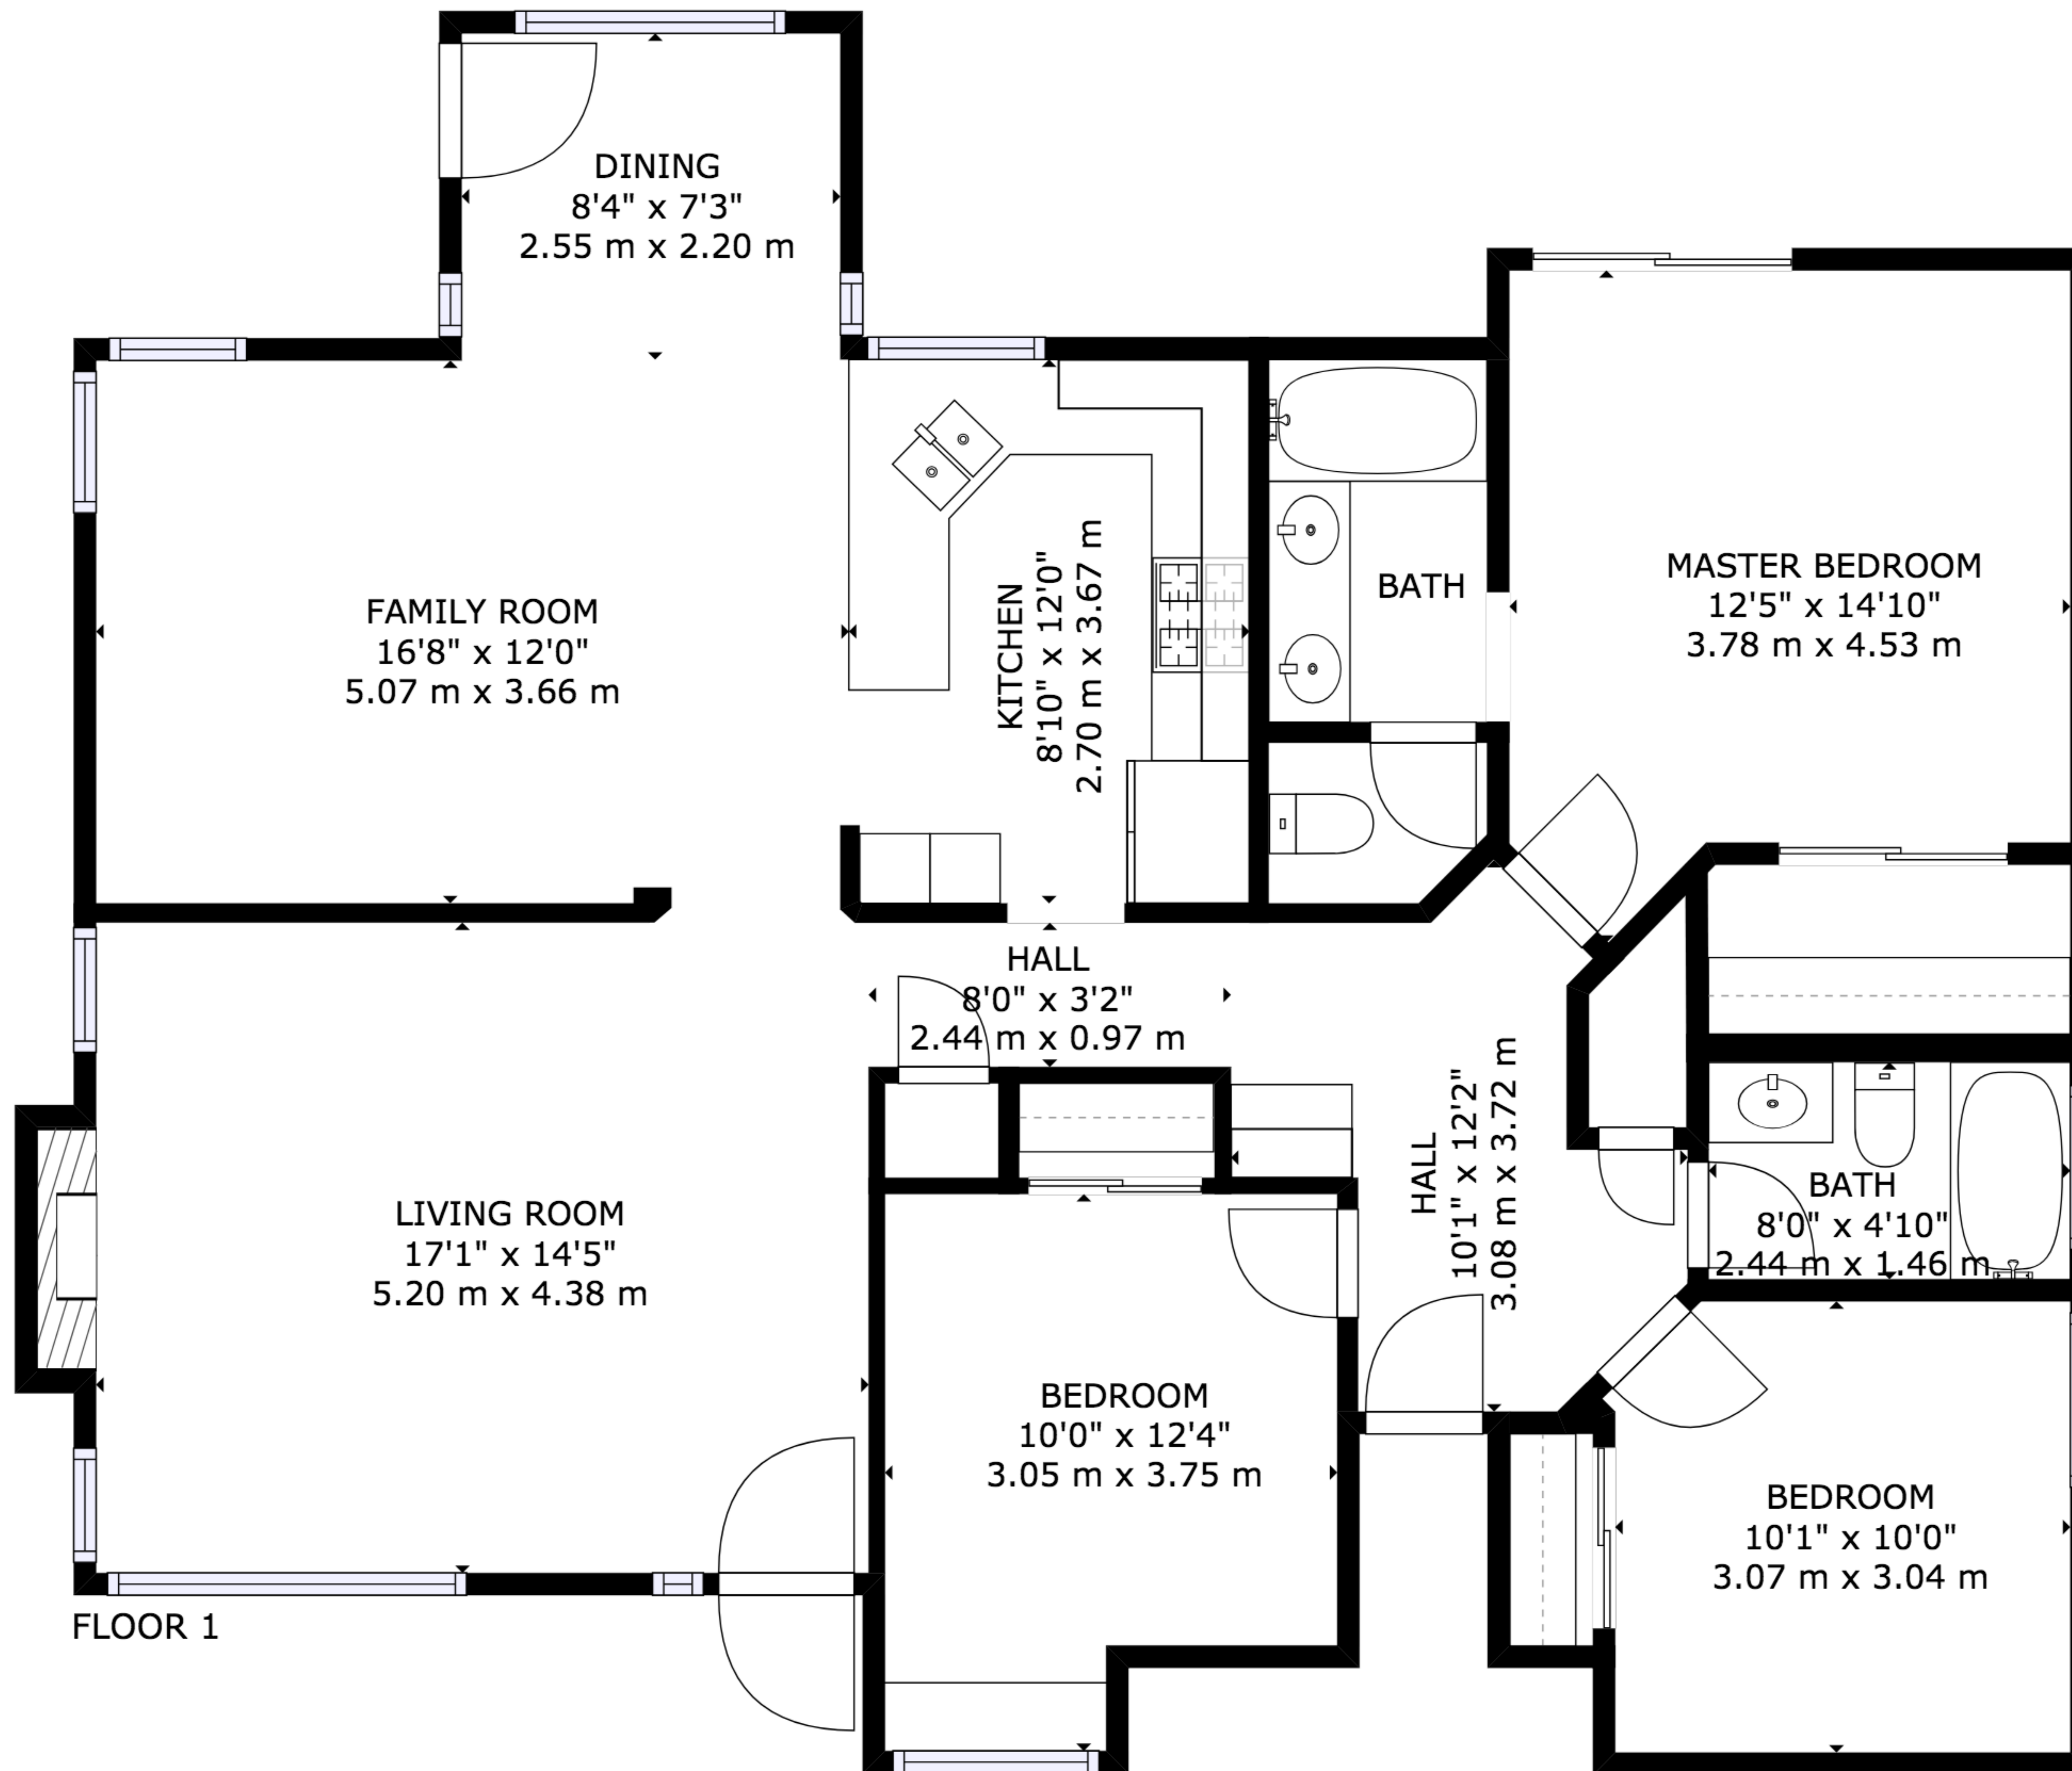 DINING
8'4" x 7'3"
2.55 m x 2.20 m
FAMILY ROOM
16'8" x 12'0"
5.07 m x 3.66 m
KITCHEN
8'10" x 12'0"
2.70 m x 3.67 m
BATH
MASTER BEDROOM
12'5" x 14'10"
3.78 m x 4.53 m
HALL
8'0" x 3'2"
2.44 m x 0.97 m
LIVING ROOM
17'1" x 14'5"
5.20 m x 4.38 m
HALL
10'1" x 12'2"
3.08 m x 3.72 m
BATH
8'0" x 4'10"
2.44 m x 1.46 m
BEDROOM
10'0" x 12'4"
3.05 m x 3.75 m
BEDROOM
10'1" x 10'0"
3.07 m x 3.04 m
FLOOR 1